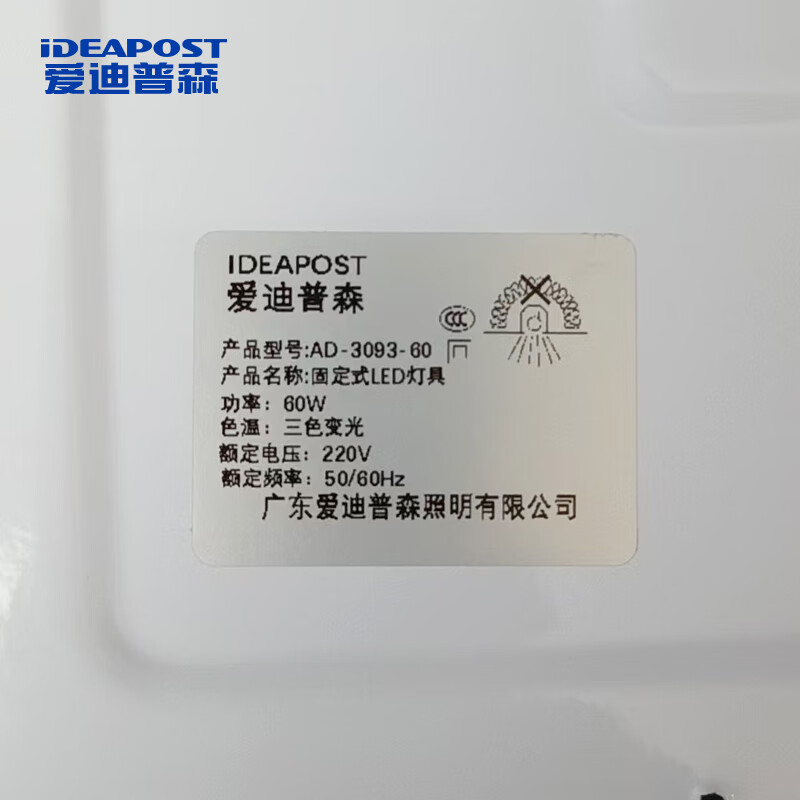 iDEAPOST
爱迪普森
IDEAPOST
爱迪普森
产品型号:AD-3093-60
产品名称:固定式LED灯具
功率：60W
色温：三色变光
额定电压：220V
额定频率：50/60Hz
广东爱迪普森照明有限公司